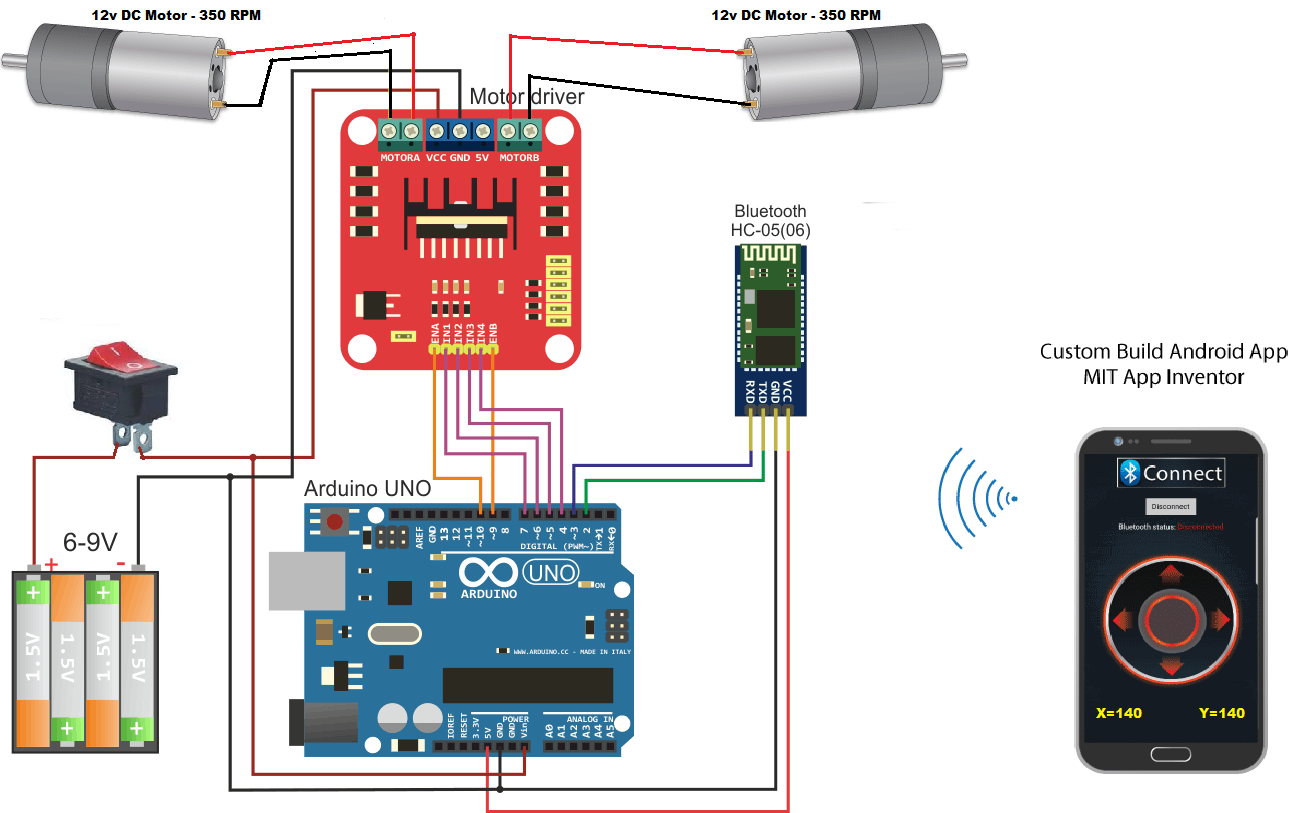 12v DC Motor - 350 RPM
12v DC Motor - 350 RPM
Motor driver
MOTORA VCC GND 5V MOTORB
ENA
IN1
IN2
IN3
IN4
ENB
Bluetooth
HC-05(06)
RXD
TXD
GND
VCC
Custom Build Android App
MIT App Inventor
Connect
Disconnect
Bluetooth status: Disconnected
X=140 Y=140
6-9V
+ -
+
1.5V
1.5V
+
+
1.5V
1.5V
+
Arduino UNO
AREF
GND
13
12
~11
~10
~9
8
7
~6
~5
4
~3
2
TX→1
RX←0
DIGITAL (PWM~)
UNO
ARDUINO
ON
WWW.ARDUINO.CC - MADE IN ITALY
POWER
ANALOG IN
IOREF
RESET
3.3V
5V
GND
GND
Vin
A0
A1
A2
A3
A4
A5